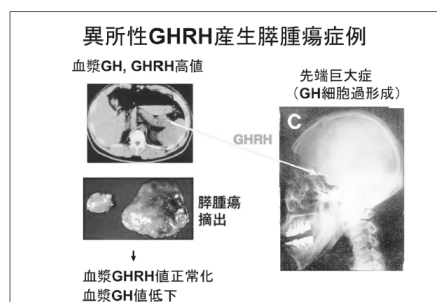 異所性GHRH産生膵腫瘍症例
血漿GH, GHRH高値
先端巨大症
（GH細胞過形成）
GHRH
C
膵腫瘍
摘出
↓
血漿GHRH値正常化
血漿GH値低下